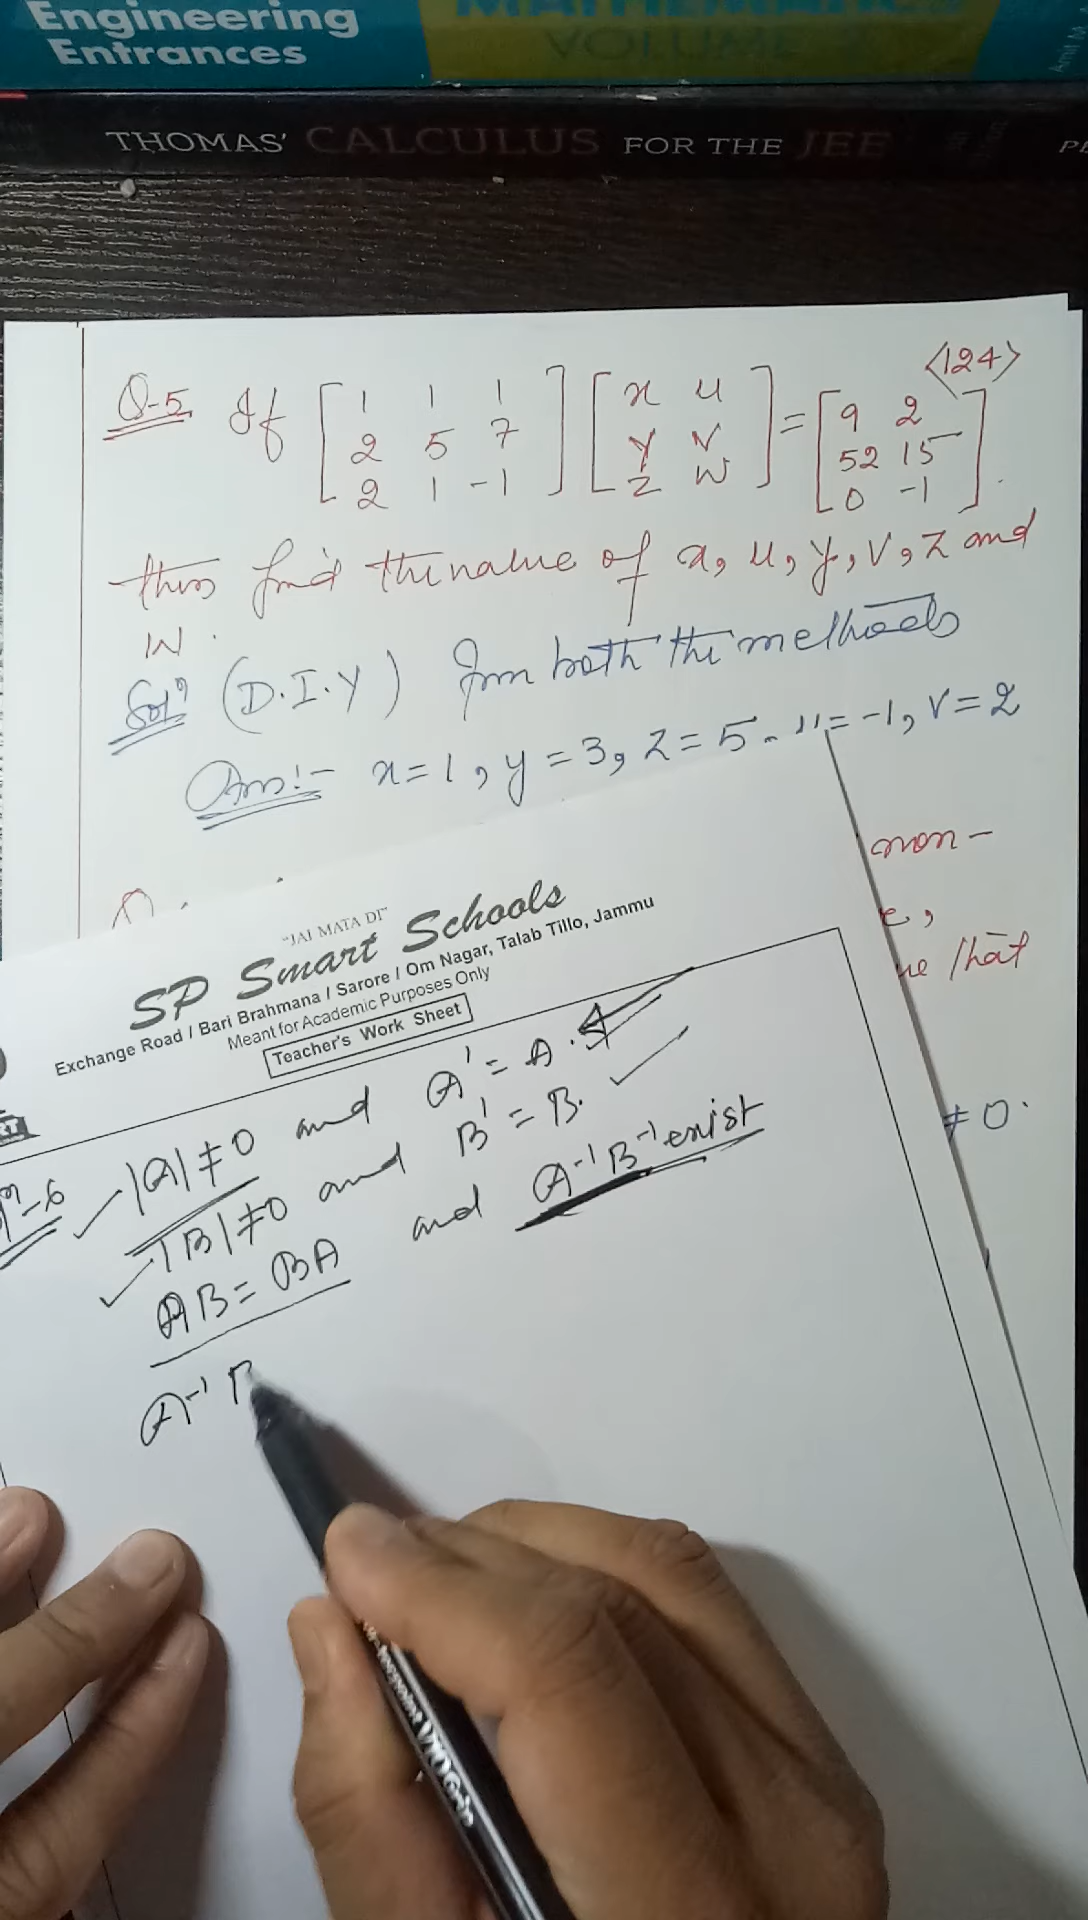 Engineering
Entrances
MATHEMATICS
VOLUME
THOMAS' CALCULUS FOR THE JEE
<124>
Q-5. If [1 1 1 [x u = [9 2
2 5 7 y v 52 15
2 1 -1] z w] 0 -1].
then find the value of x, u, y, v, z and
w.
Solⁿ (D.I.Y) from both the methods
Ans:- x=1, y=3, z=5. u=-1, v=2
non-
e,
that
≠0.
"JAI MATA DI"
SP Smart Schools
Exchange Road / Bari Brahmana / Sarore / Om Nagar, Talab Tillo, Jammu
Meant for Academic Purposes Only
Teacher's Work Sheet
ⁿ-6 |A|≠0 and A'=A.
|B|≠0 and B'=B.
AB=BA and A⁻¹B⁻¹ exist
A⁻¹ B